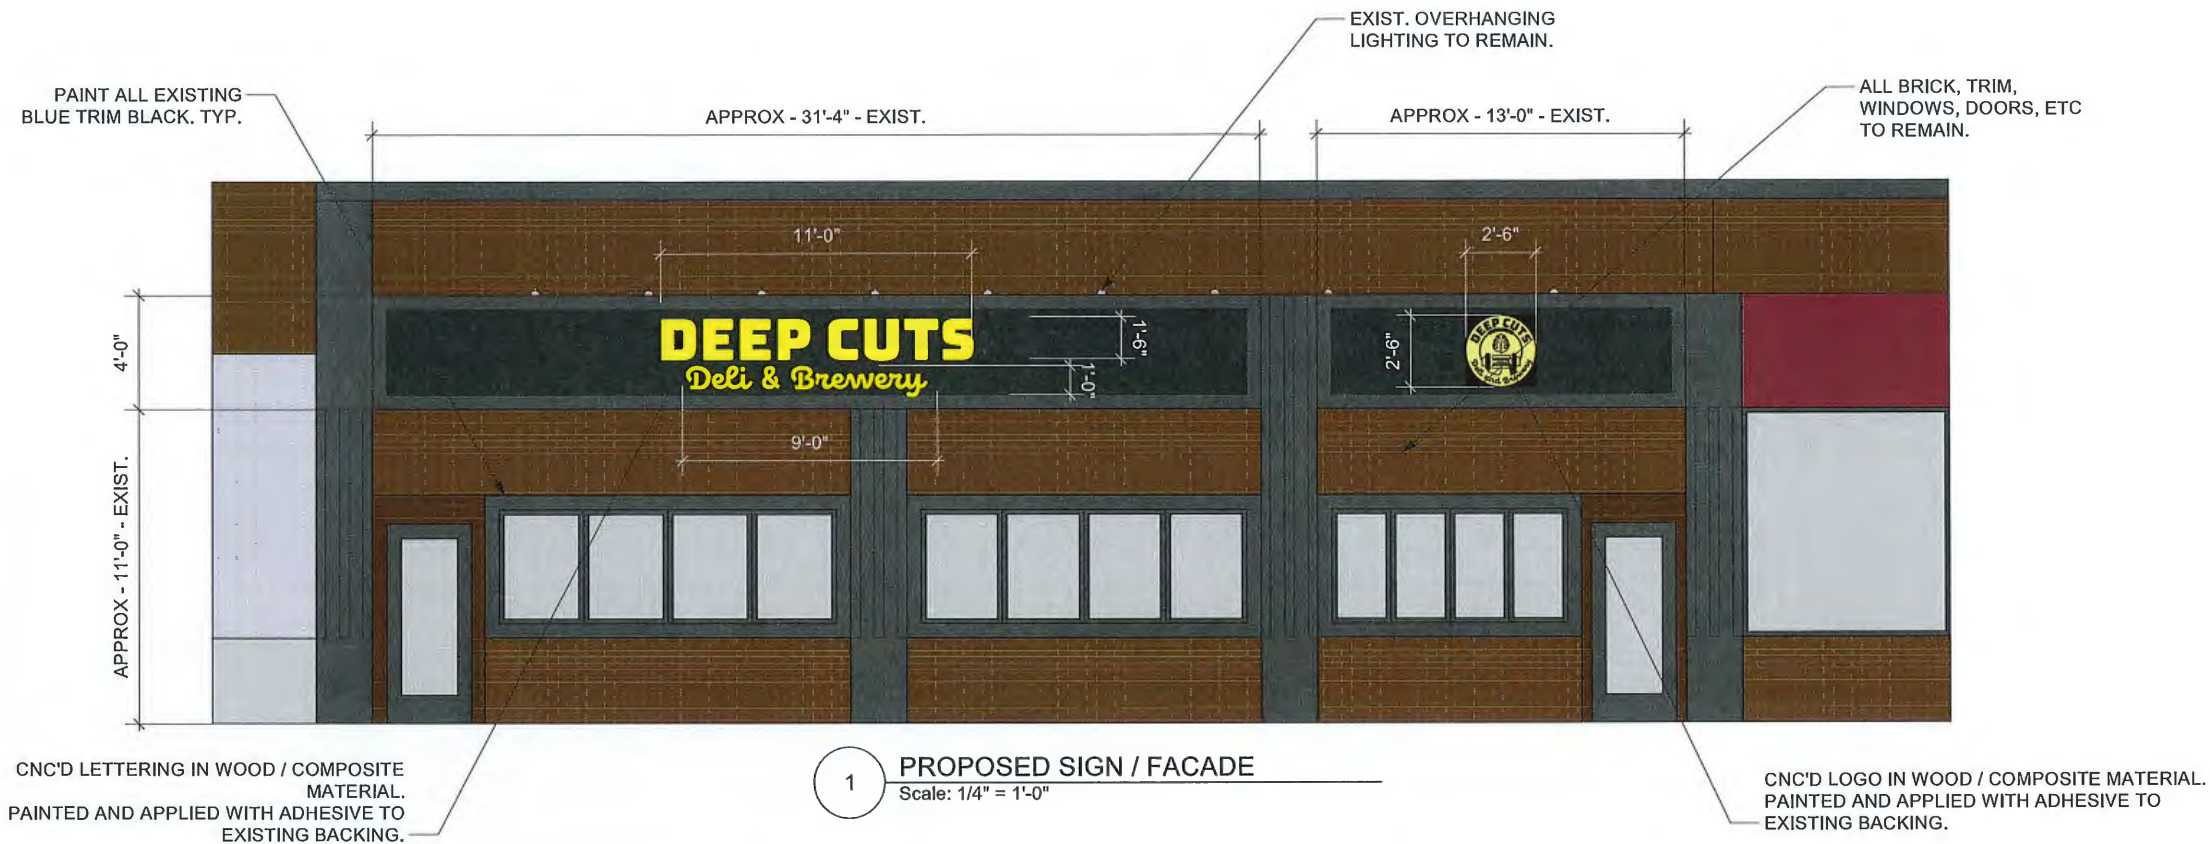 EXIST. OVERHANGING
LIGHTING TO REMAIN.
PAINT ALL EXISTING
BLUE TRIM BLACK. TYP.
APPROX - 31'-4" - EXIST.
APPROX - 13'-0" - EXIST.
ALL BRICK, TRIM,
WINDOWS, DOORS, ETC
TO REMAIN.
11'-0"
2'-6"
4'-0"
DEEP CUTS
Deli & Brewery
1'-6"
1'-0"
2'-6"
DEEP CUTS
Deli and Brewery
9'-0"
APPROX - 11'-0" - EXIST.
CNC'D LETTERING IN WOOD / COMPOSITE
MATERIAL.
PAINTED AND APPLIED WITH ADHESIVE TO
EXISTING BACKING.
1
PROPOSED SIGN / FACADE
Scale: 1/4" = 1'-0"
CNC'D LOGO IN WOOD / COMPOSITE MATERIAL.
PAINTED AND APPLIED WITH ADHESIVE TO
EXISTING BACKING.